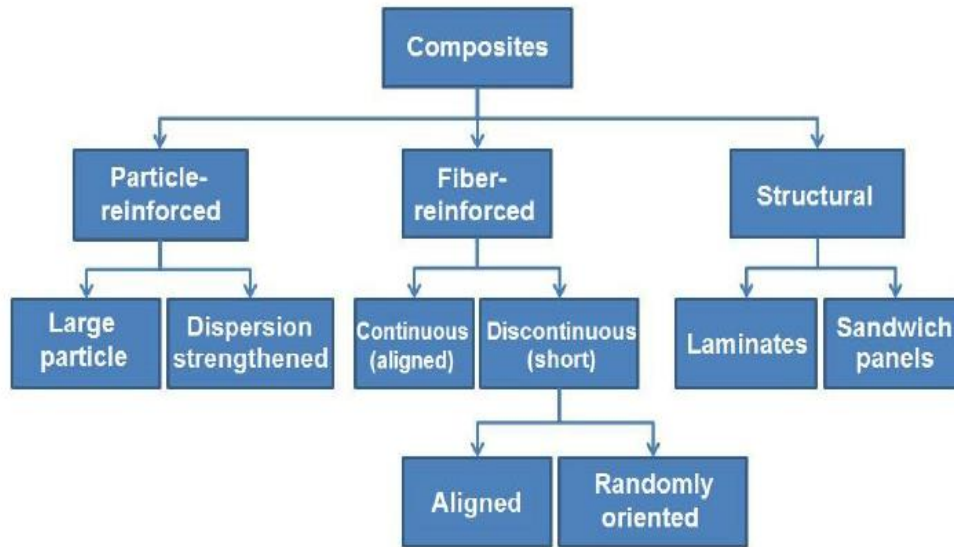 Composites
Particle-
reinforced
Fiber-
reinforced
Structural
Large
particle
Dispersion
strengthened
Continuous
(aligned)
Discontinuous
(short)
Laminates
Sandwich
panels
Aligned
Randomly
oriented